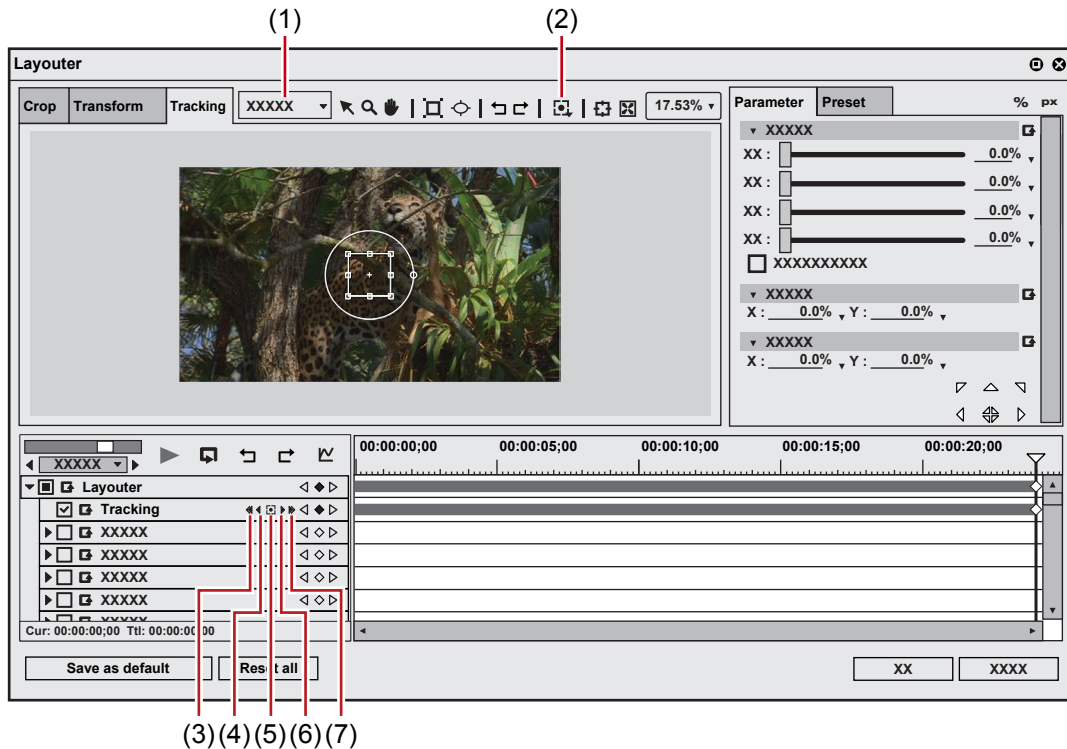 (1) (2)
Layouter
Crop Transform Tracking XXXXX 17.53%
Parameter Preset % px
XXXXX
XX : 0.0%
XX : 0.0%
XX : 0.0%
XX : 0.0%
XXXXXXXXXX
XXXXX
X : 0.0% Y : 0.0%
XXXXX
X : 0.0% Y : 0.0%
XXXXX
00:00:00;00 00:00:05;00 00:00:10;00 00:00:15;00 00:00:20;00
Layouter
Tracking
XXXXX
XXXXX
XXXXX
XXXXX
XXXXX
Cur: 00:00:00;00 Ttl: 00:00:00;00
Save as default Reset all XX XXXX
(3) (4) (5) (6) (7)